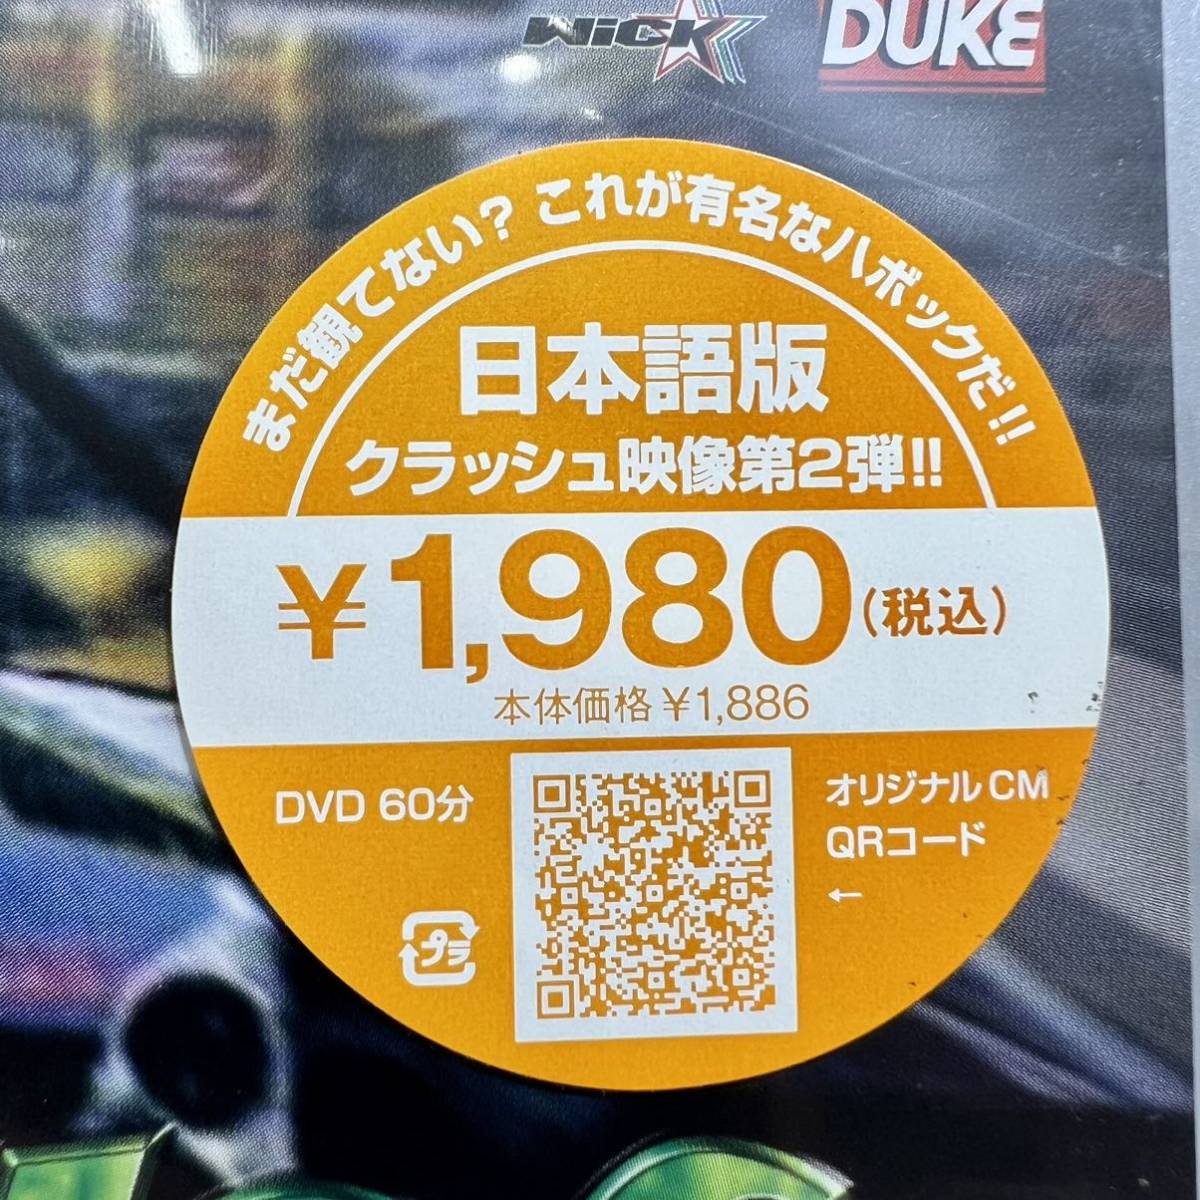 WiCK
DUKE
まだ観てない？これが有名なハボックだ!!
日本語版
クラッシュ映像第2弾!!
¥1,980(税込)
本体価格 ¥1,886
DVD 60分
オリジナルCM
QRコード
←
プラ